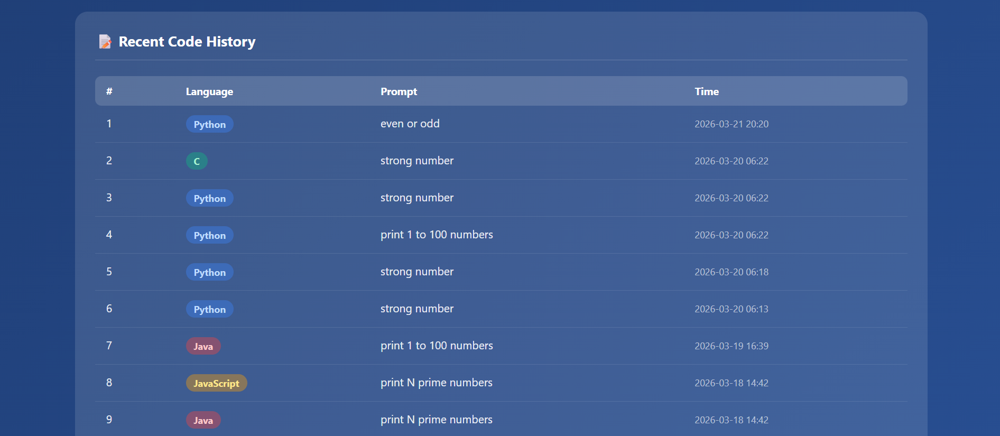 Recent Code History
# Language Prompt Time
1 Python even or odd 2026-03-21 20:20
2 C strong number 2026-03-20 06:22
3 Python strong number 2026-03-20 06:22
4 Python print 1 to 100 numbers 2026-03-20 06:22
5 Python strong number 2026-03-20 06:18
6 Python strong number 2026-03-20 06:13
7 Java print 1 to 100 numbers 2026-03-19 16:39
8 JavaScript print N prime numbers 2026-03-18 14:42
9 Java print N prime numbers 2026-03-18 14:42